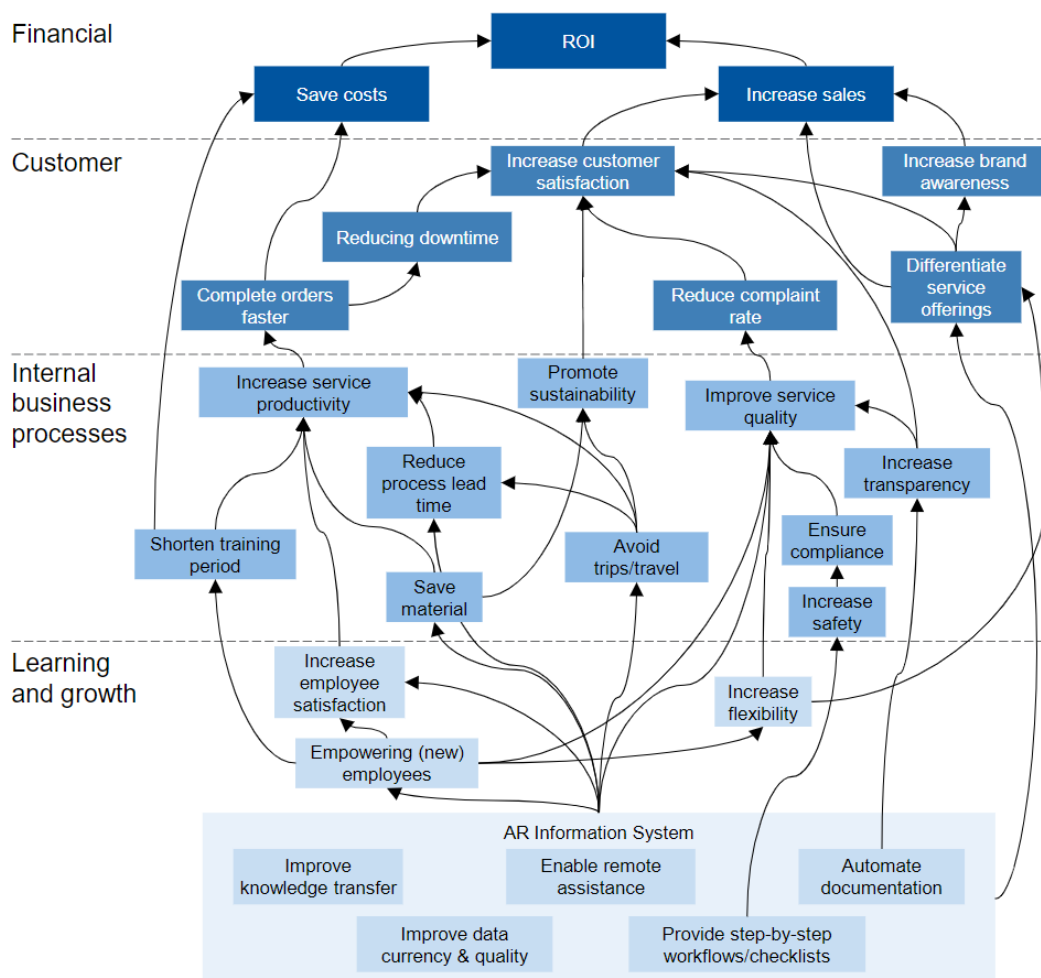 Financial
ROI
Save costs
Increase sales
Customer
Increase customer
satisfaction
Increase brand
awareness
Reducing downtime
Differentiate
service
offerings
Complete orders
faster
Reduce complaint
rate
Internal
business
processes
Increase service
productivity
Promote
sustainability
Improve service
quality
Reduce
process lead
time
Increase
transparency
Shorten training
period
Avoid
trips/travel
Ensure
compliance
Save
material
Increase
safety
Learning
and growth
Increase
employee
satisfaction
Increase
flexibility
Empowering (new)
employees
AR Information System
Improve
knowledge transfer
Enable remote
assistance
Automate
documentation
Improve data
currency & quality
Provide step-by-step
workflows/checklists